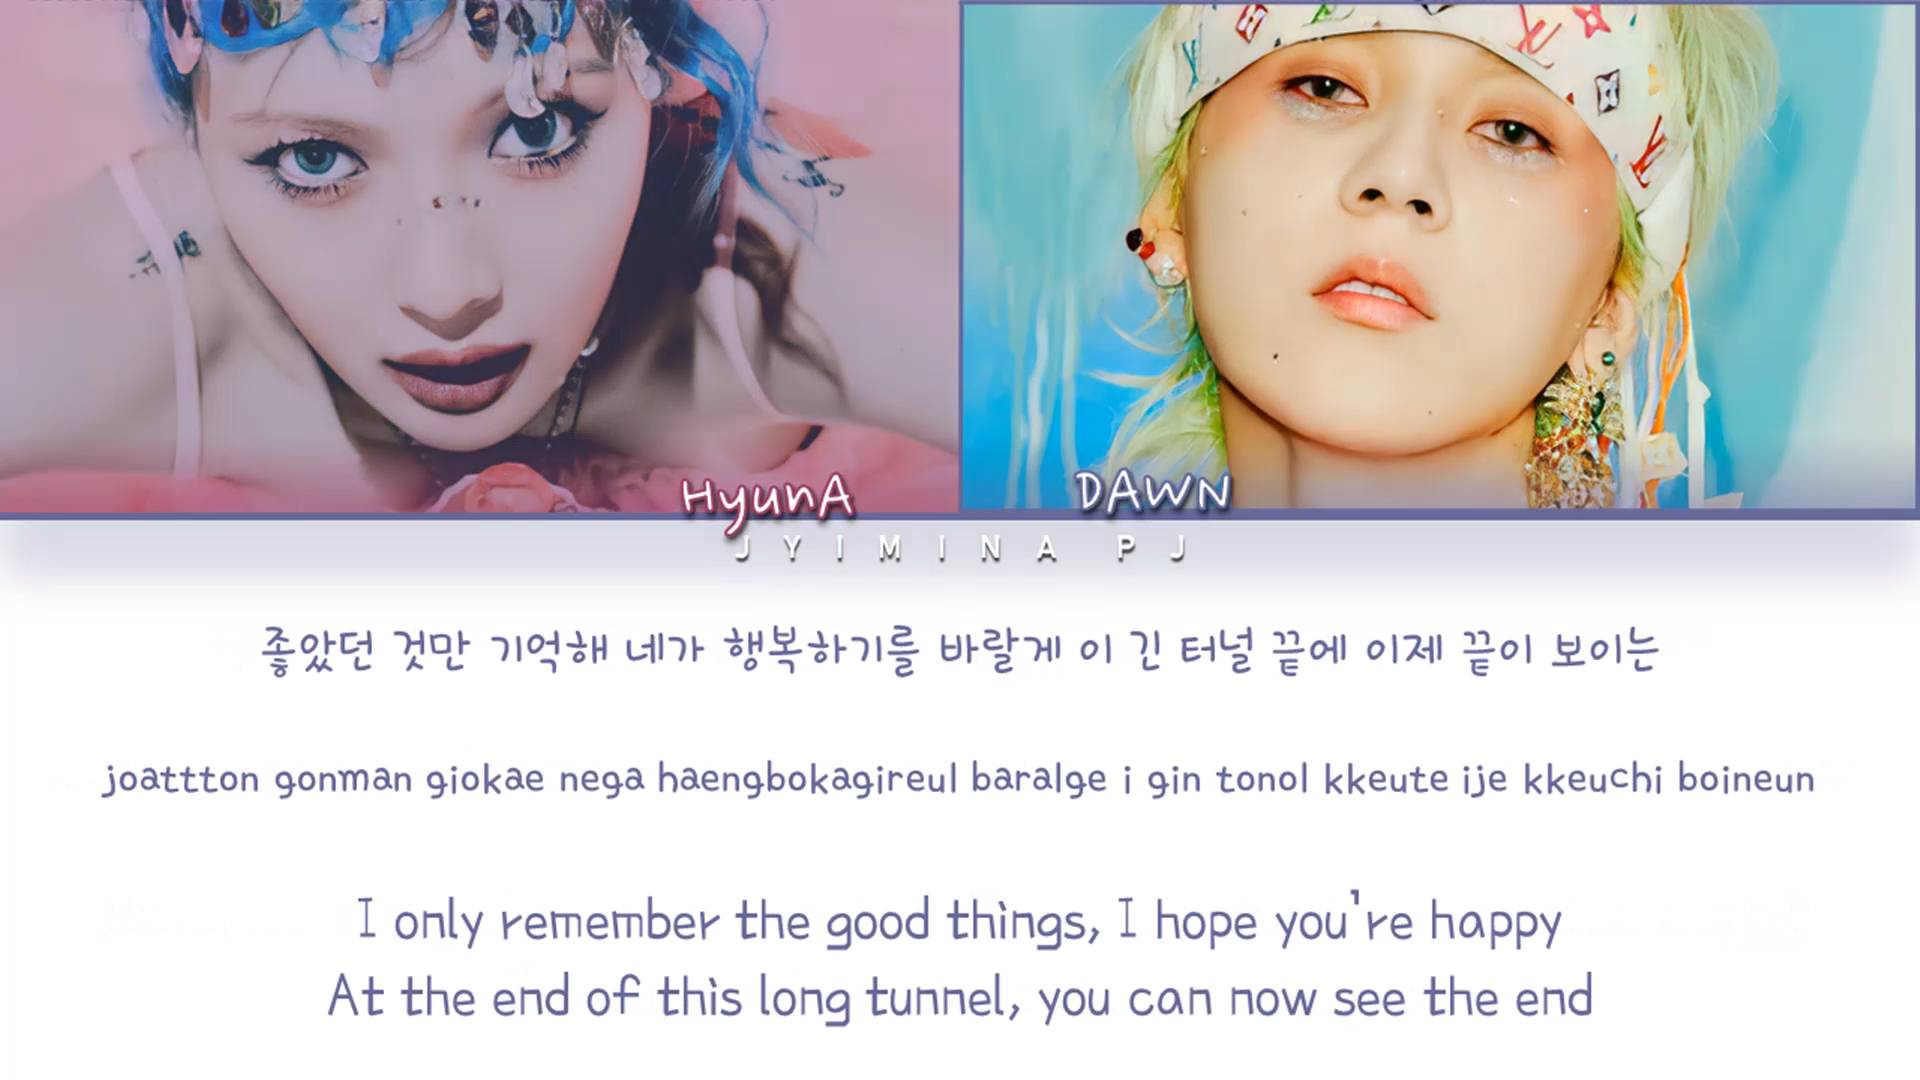 HyunA
DAWN
JYIMINA PJ
좋았던 것만 기억해 네가 행복하기를 바랄게 이 긴 터널 끝에 이제 끝이 보이는
joattton gonman giokae nega haengbokagireul baralge i gin tonol kkeute ije kkeuchi boineun
I only remember the good things, I hope you're happy
At the end of this long tunnel, you can now see the end